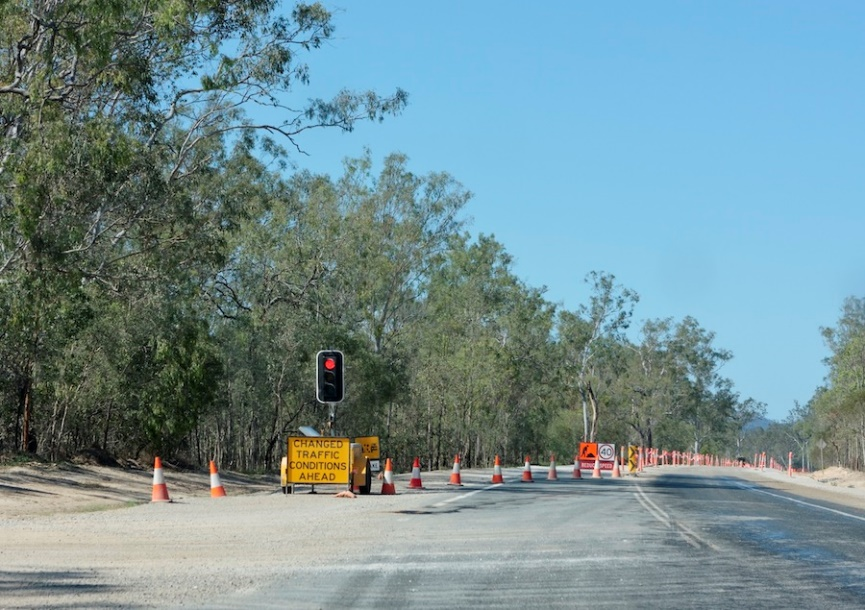 CHANGED
TRAFFIC
CONDITIONS
AHEAD
40